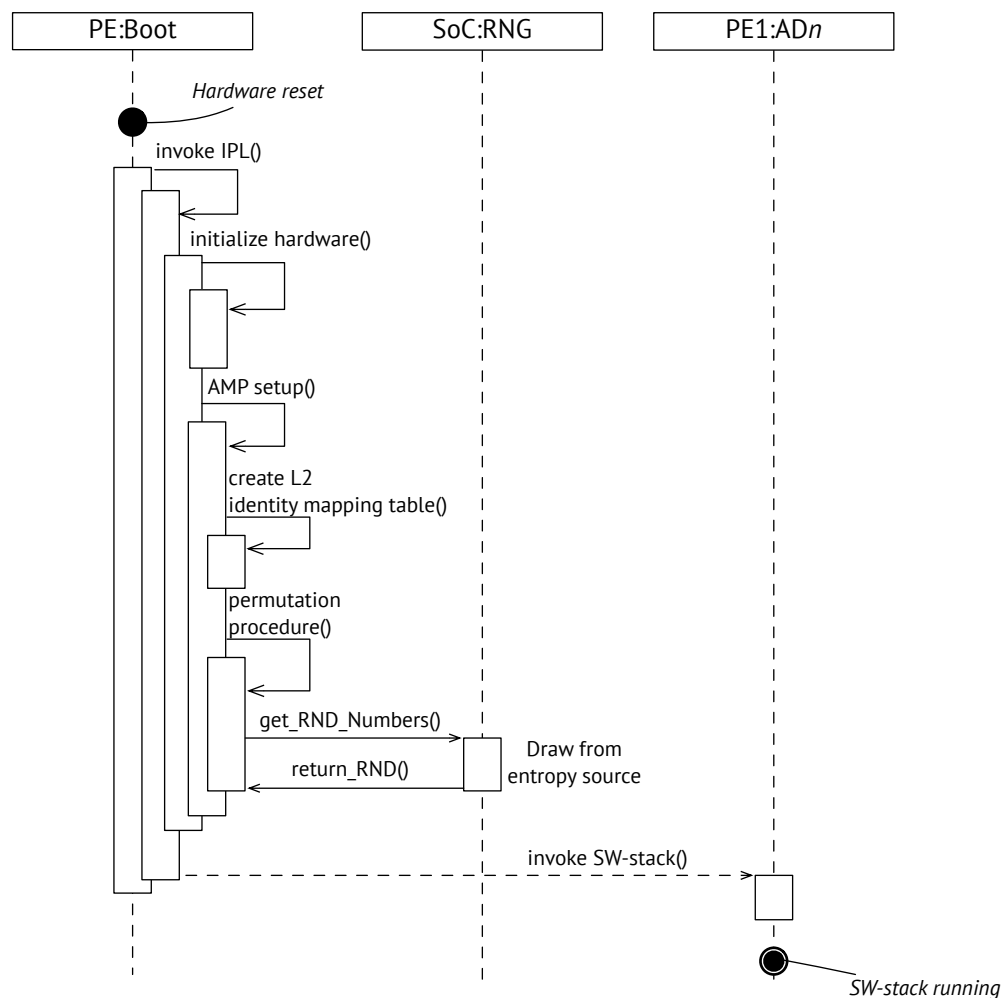 PE:Boot
SoC:RNG
PE1:ADn
Hardware reset
invoke IPL()
initialize hardware()
AMP setup()
create L2
identity mapping table()
permutation
procedure()
get_RND_Numbers()
Draw from
entropy source
return_RND()
invoke SW-stack()
SW-stack running